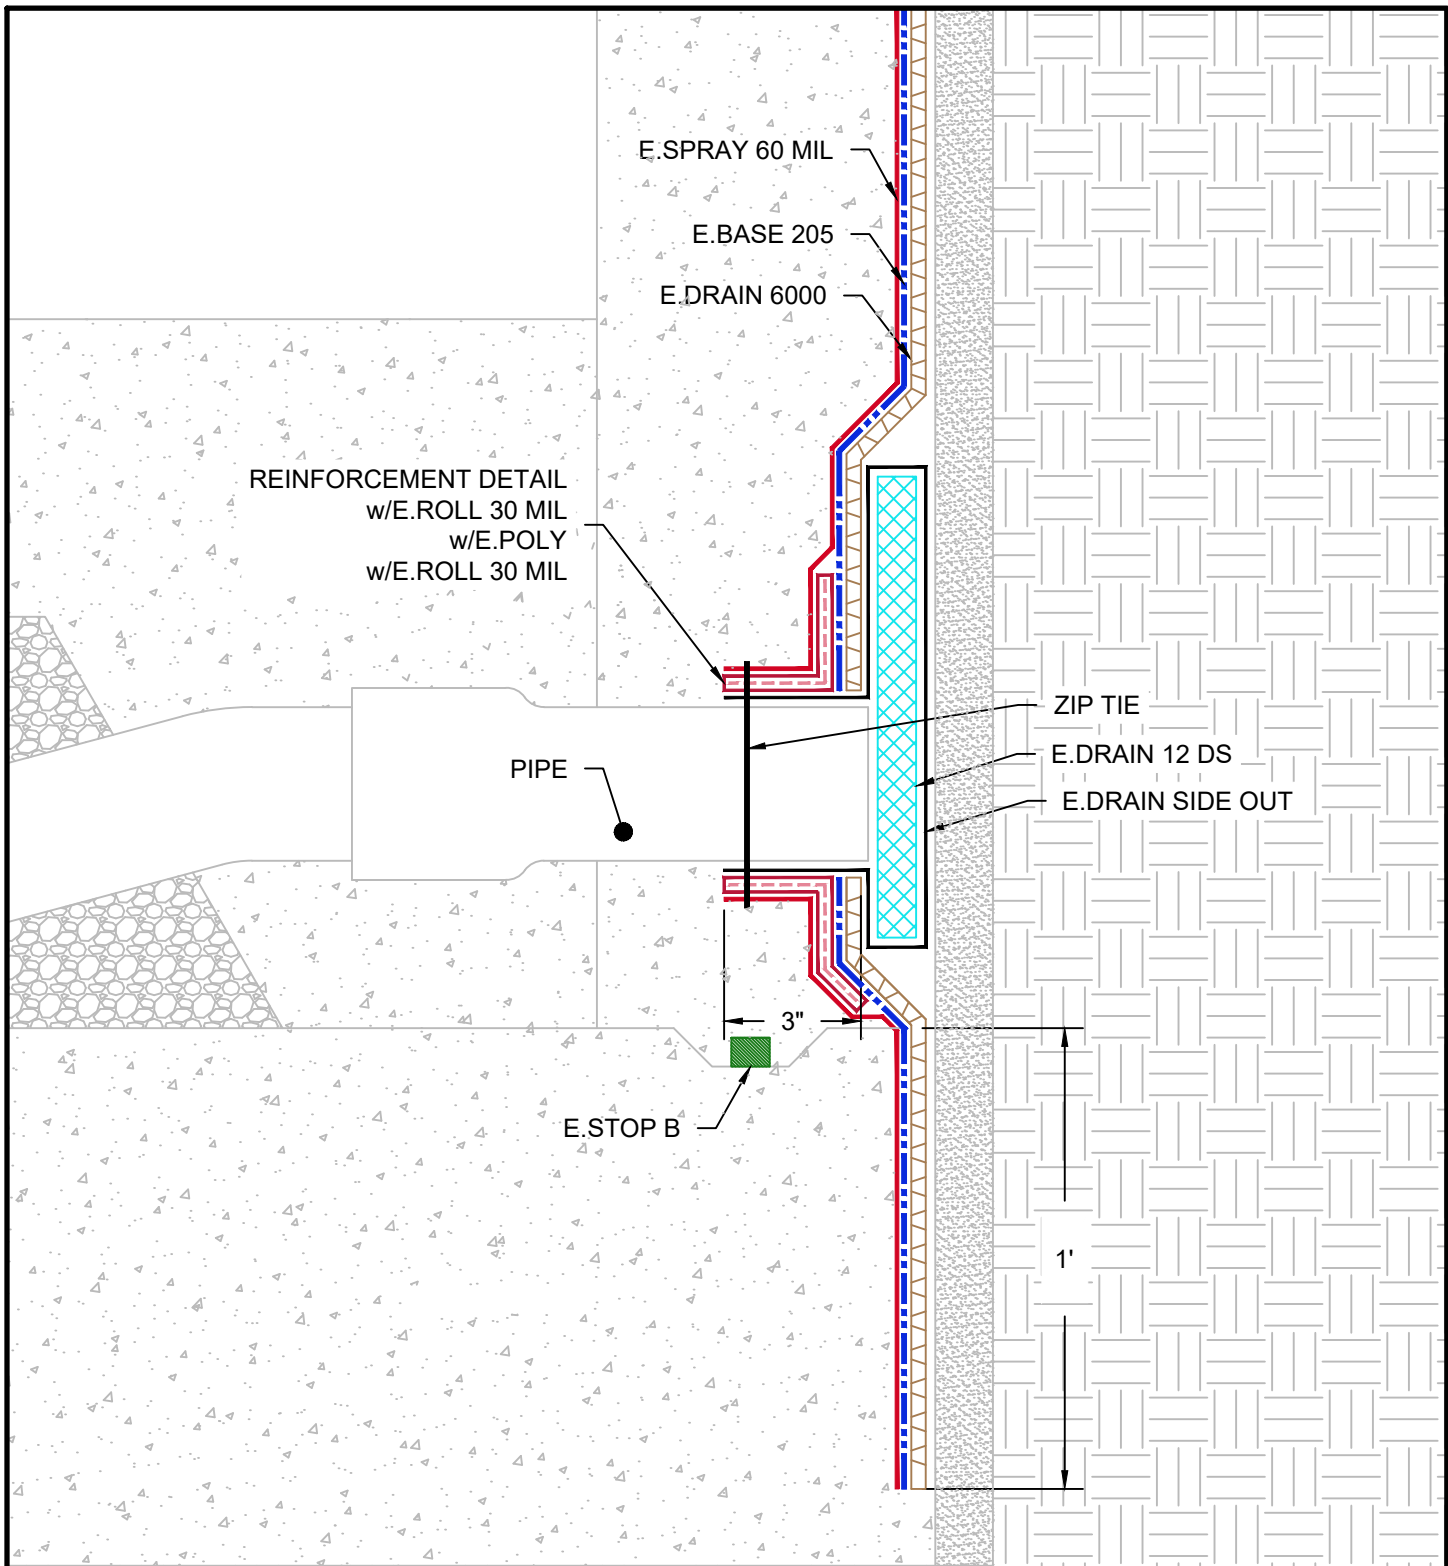 E.SPRAY 60 MIL
E.BASE 205
E.DRAIN 6000
REINFORCEMENT DETAIL
w/E.ROLL 30 MIL
w/E.POLY
w/E.ROLL 30 MIL
ZIP TIE
E.DRAIN 12 DS
PIPE
E.DRAIN SIDE OUT
3"
E.STOP B
1'